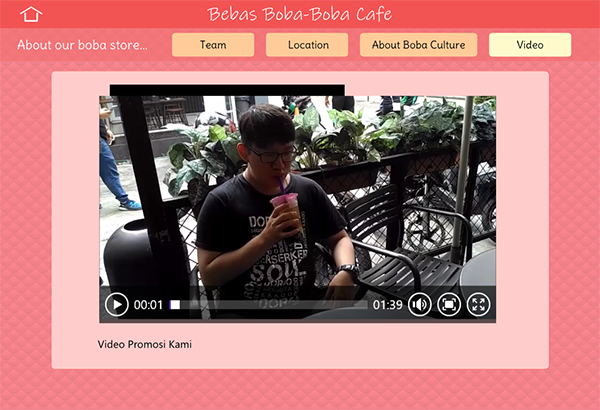 Bebas Boba-Boba Cafe
About our boba store...
Team
Location
About Boba Culture
Video
SOUL
00:01
01:39
Video Promosi Kami